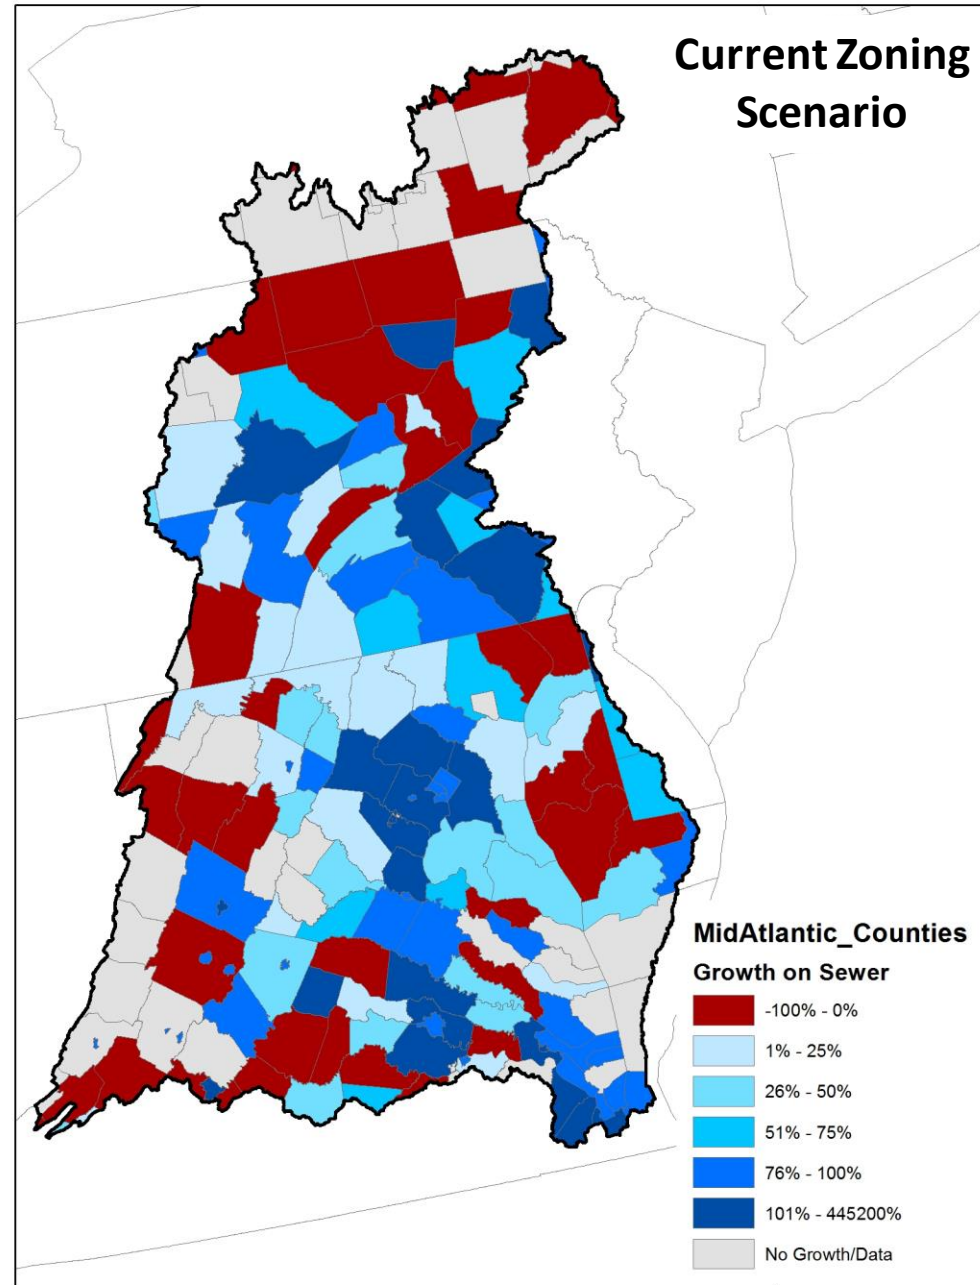 Current Zoning
Scenario
MidAtlantic_Counties
Growth on Sewer
-100% - 0%
1% - 25%
26% - 50%
51% - 75%
76% - 100%
101% - 445200%
No Growth/Data